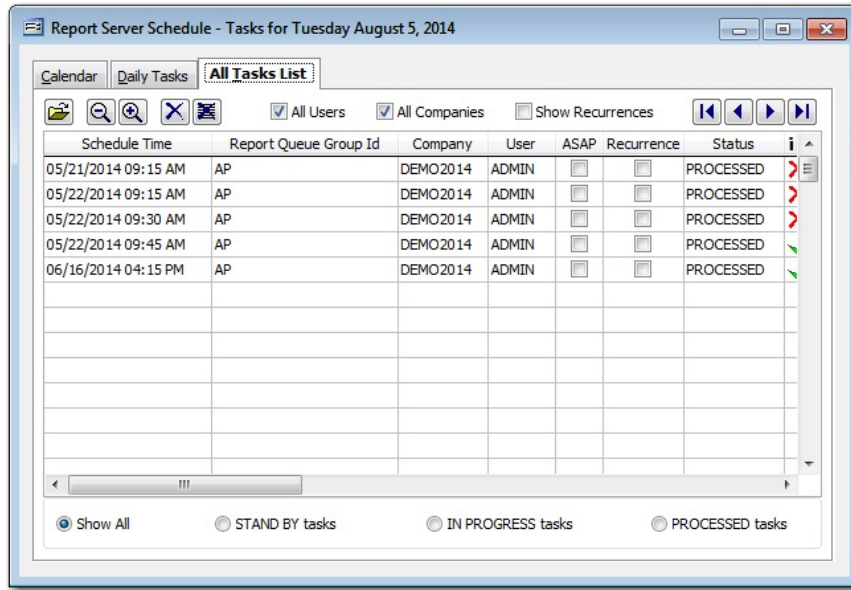 Report Server Schedule - Tasks for Tuesday August 5, 2014
Calendar Daily Tasks All Tasks List
All Users All Companies Show Recurrences
Schedule Time Report Queue Group Id Company User ASAP Recurrence Status i
05/21/2014 09:15 AM AP DEMO2014 ADMIN PROCESSED
05/22/2014 09:15 AM AP DEMO2014 ADMIN PROCESSED
05/22/2014 09:30 AM AP DEMO2014 ADMIN PROCESSED
05/22/2014 09:45 AM AP DEMO2014 ADMIN PROCESSED
06/16/2014 04:15 PM AP DEMO2014 ADMIN PROCESSED
Show All STAND BY tasks IN PROGRESS tasks PROCESSED tasks